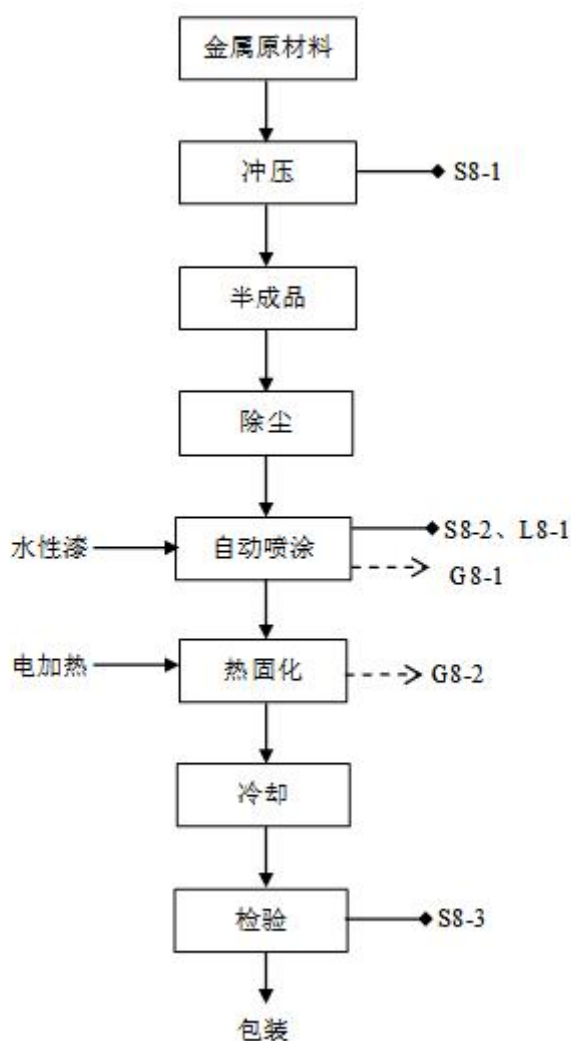 金属原材料
冲压
S8-1
半成品
除尘
水性漆
自动喷涂
S8-2、L8-1
G8-1
电加热
热固化
G8-2
冷却
检验
S8-3
包装